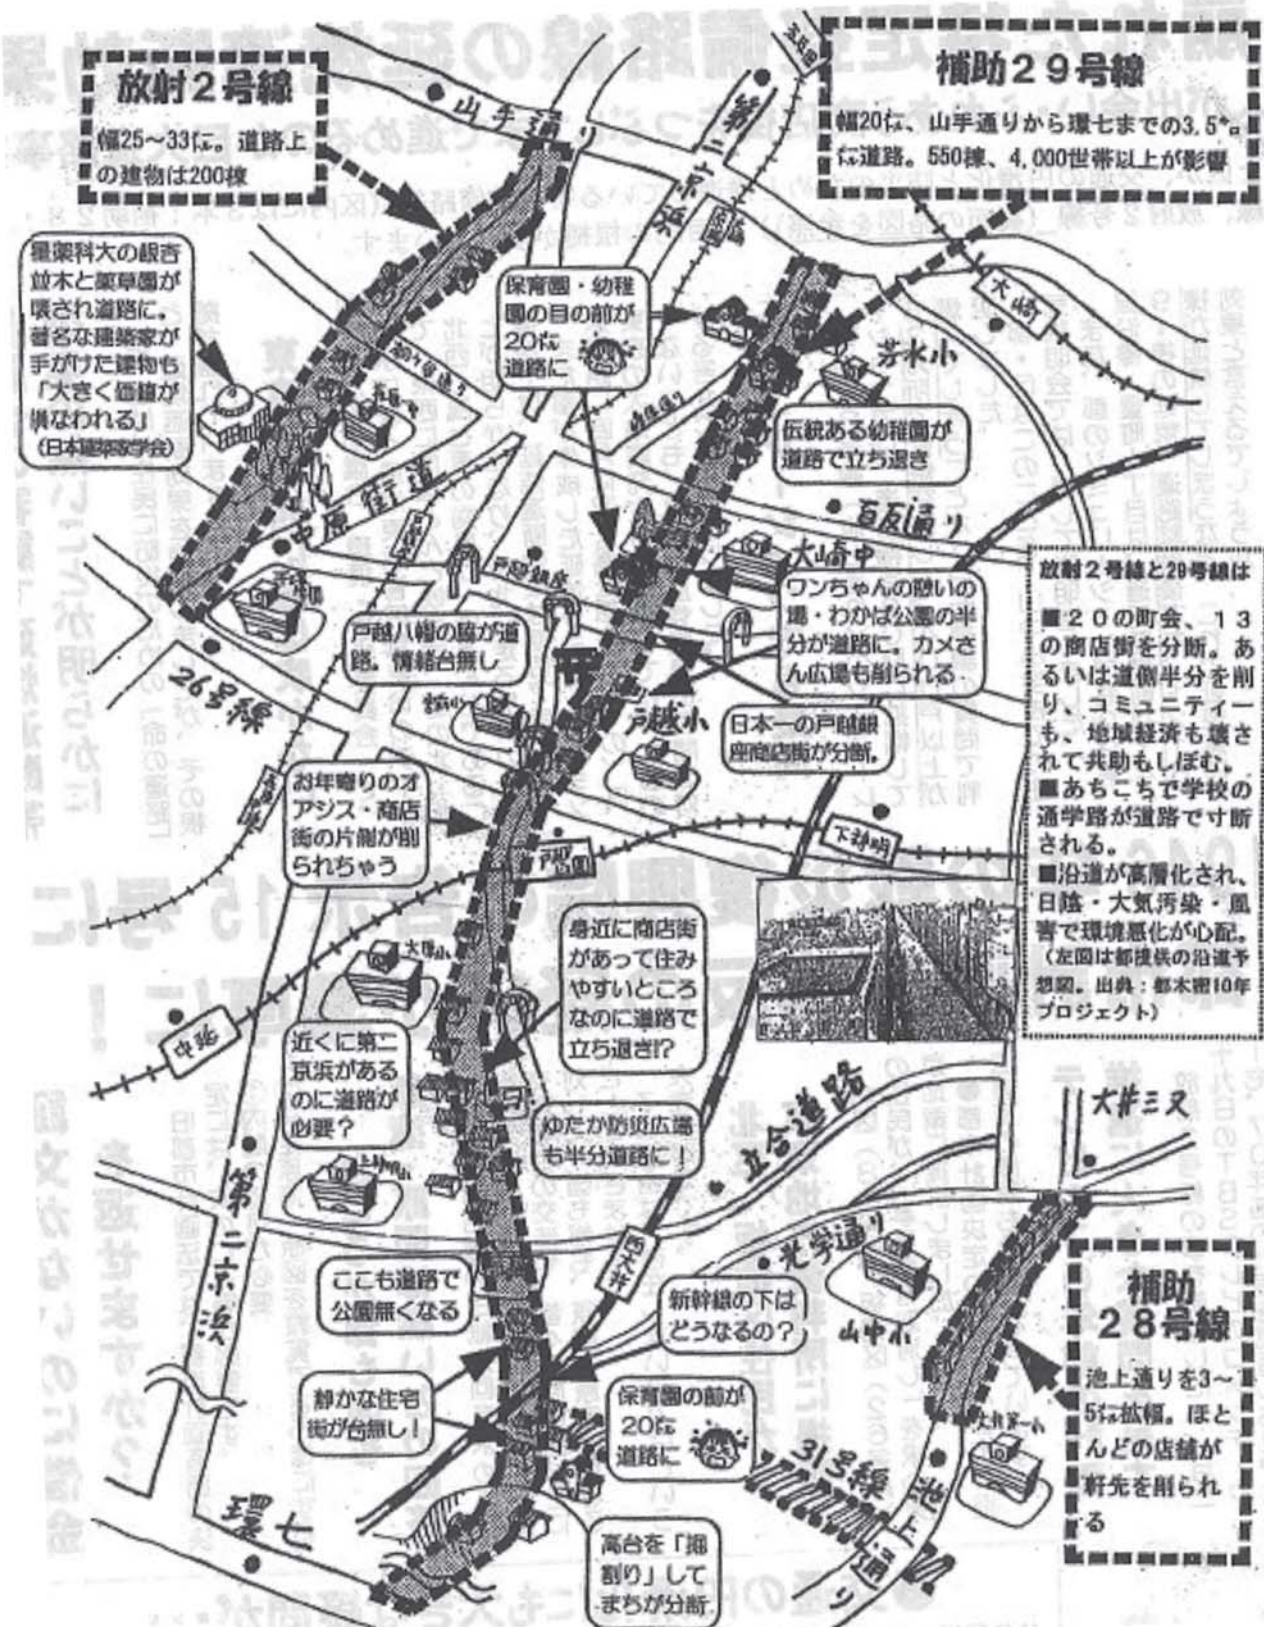 放射2号線
幅25～33㍍。道路上
の建物は200棟
補助29号線
幅20㍍、山手通りから環七までの3.5㌔
㍍道路。550棟、4,000世帯以上が影響
山手通り
第二京浜
五反田
大崎
星薬科大の銀杏
並木と薬草園が
壊され道路に。
著名な建築家が
手がけた建物も
「大きく価値が
損なわれる」
(日本建築家学会)
保育園・幼稚
園の目の前が
20㍍
道路に
芳水小
伝統ある幼稚園が
道路で立ち退き
百反通り
中原街道
大崎中
戸越銀座
ワンちゃんの憩いの
場・わかば公園の半
分が道路に。カメさ
ん広場も削られる
戸越八幡の脇が道
路。情緒台無し
26号線
戸越小
日本一の戸越銀
座商店街が分断。
放射2号線と29号線は
■20の町会、13
の商店街を分断。あ
るいは道側半分を削
り、コミュニティー
も、地域経済も壊さ
れて共助もしぼむ。
■あちこちで学校の
通学路が道路で寸断
される。
■沿道が高層化され、
日陰・大気汚染・風
害で環境悪化が心配。
(左図は都提供の沿道予
想図。出典：都木密10年
プロジェクト)
お年寄りのオ
アシス・商店
街の片側が削
られちゃう
戸越公園
下神明
身近に商店街
があって住み
やすいところ
なのに道路で
立ち退き!?
大原小
中延
近くに第二
京浜がある
のに道路が
必要？
ゆたか防災広場
も半分道路に！
立会道路
大井三又
上神明小
第二京浜
西大井
光学通り
ここも道路で
公園無くなる
新幹線の下は
どうなるの？
山中小
補助
28号線
池上通りを3～
5㍍拡幅。ほと
んどの店舗が
軒先を削られ
る
静かな住宅
街が台無し！
保育園の前が
20㍍
道路に
大井第一小
31号線
池上通り
環七
高台を「掘
割り」して
まちが分断